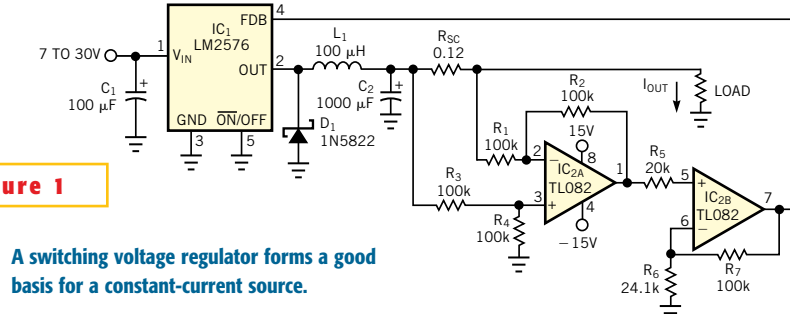 FDB 4
IC1
LM2576
7 TO 30V
1
VIN
OUT
2
L1
100 µH
RSC
0.12
C1
100 µF
+
GND
ON/OFF
3
5
C2
1000 µF
+
D1
1N5822
IOUT
LOAD
R2
100k
R1
100k
15V
2
−
8
IC2A
TL082
1
R3
100k
3
+
4
−15V
R4
100k
R5
20k
5
+
IC2B
TL082
7
6
−
R6
24.1k
R7
100k
ure 1
A switching voltage regulator forms a good
basis for a constant-current source.